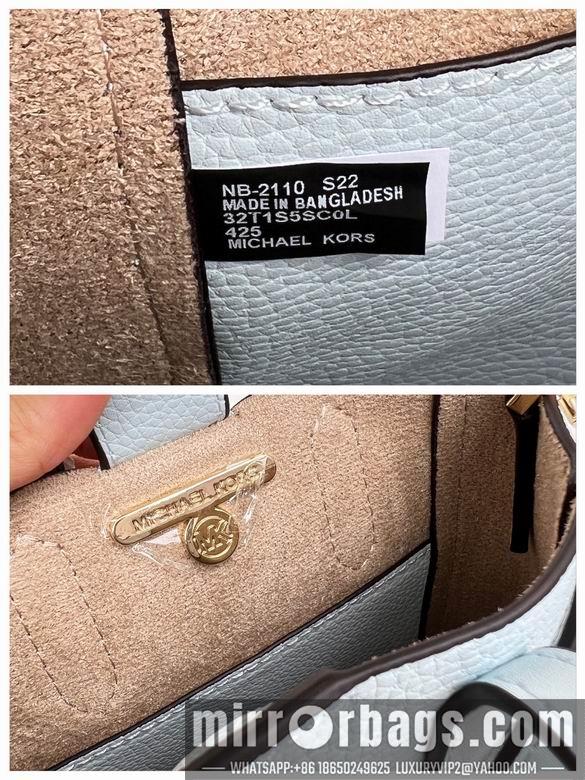 NB-2110 S22
MADE IN BANGLADESH
32T1S5SC0L
425
MICHAEL KORS
MICHAEL KORS
MK
mirrorbags.com
WHATSAPP:+86 18650249625 LUXURYVIP2@YAHOO.COM